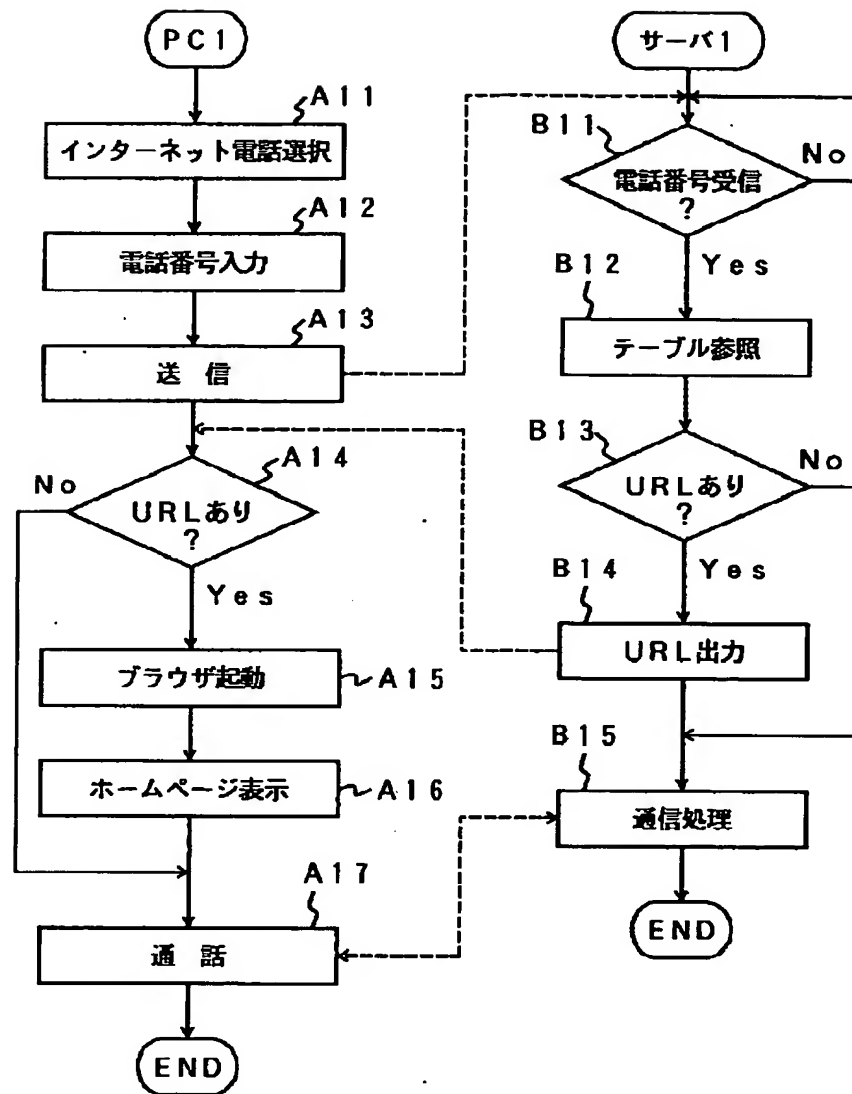 PC1
A11
インターネット電話選択
A12
電話番号入力
A13
送 信
A14
No
URLあり
?
Yes
ブラウザ起動
A15
ホームページ表示
A16
A17
通 話
END
サーバ1
B11
No
電話番号受信
?
Yes
B12
テーブル参照
B13
No
URLあり
?
Yes
B14
URL出力
B15
通信処理
END